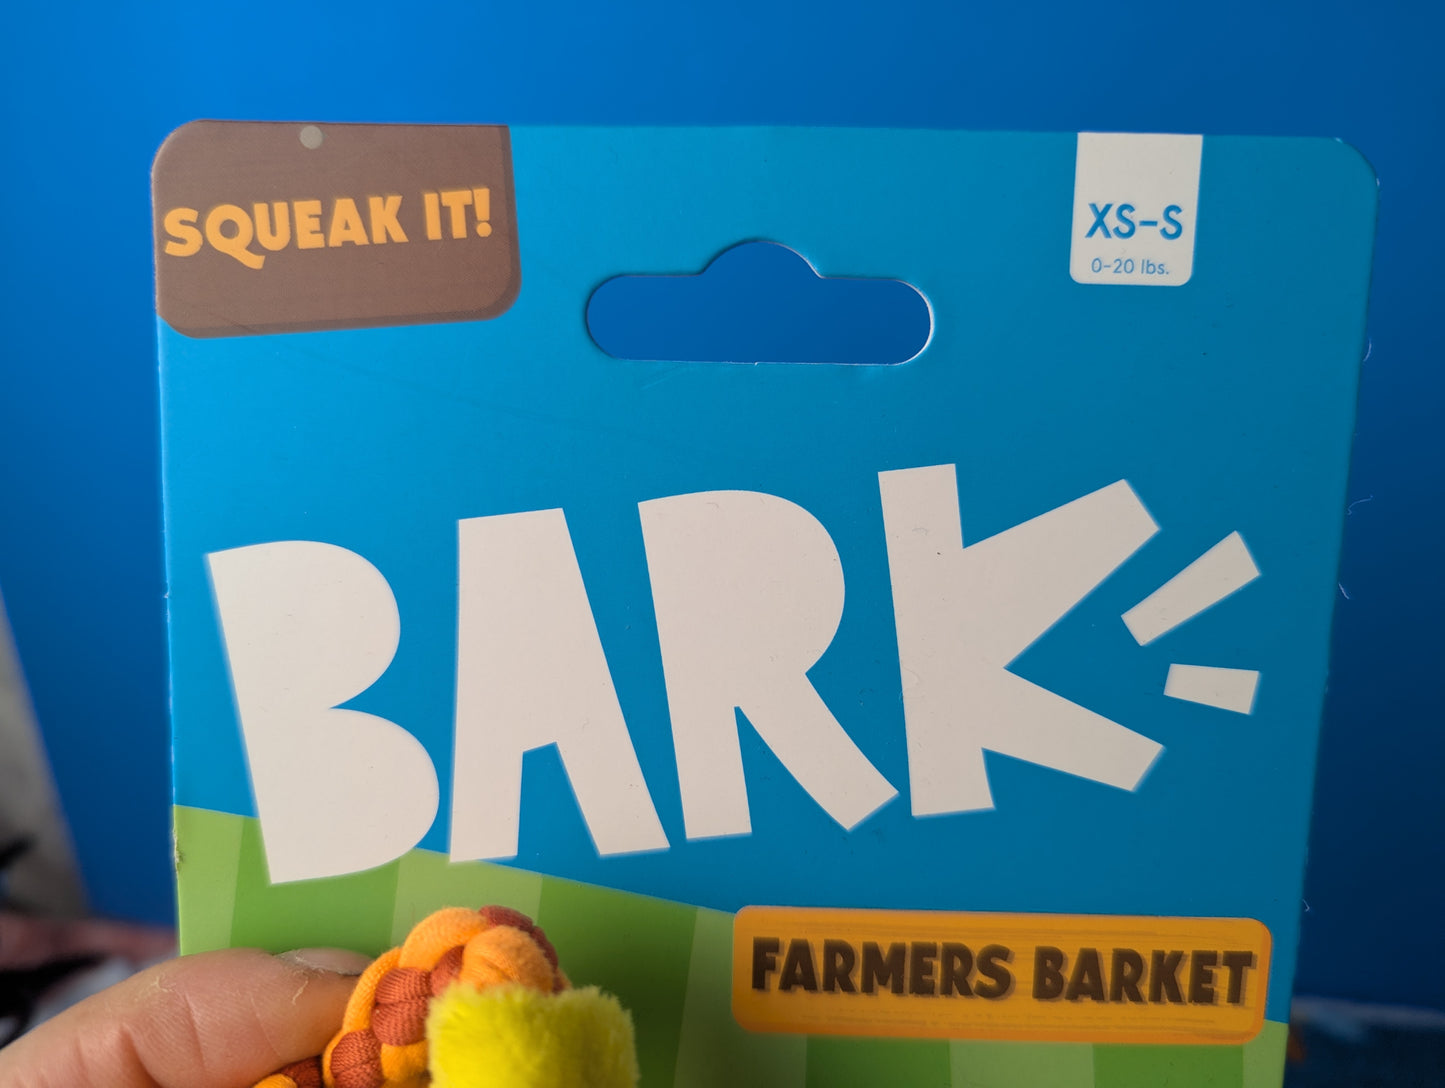 SQUEAK IT!
XS-S
0-20 lbs.
BARK
FARMERS BARKET